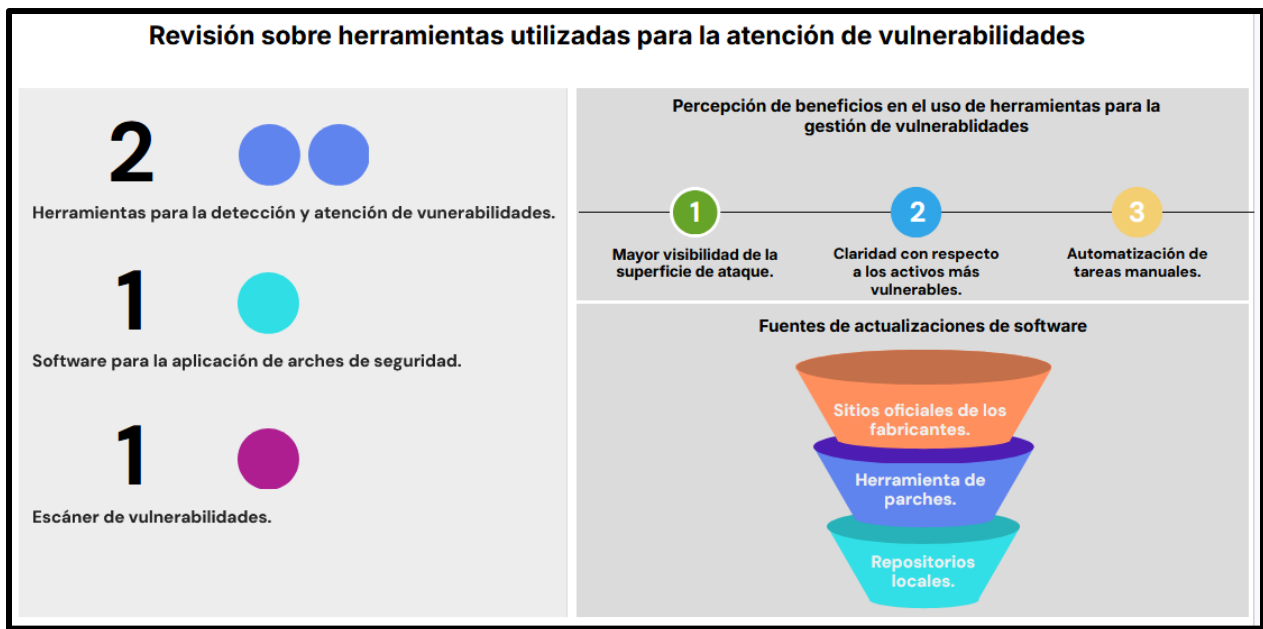 Revisión sobre herramientas utilizadas para la atención de vulnerabilidades
2
Herramientas para la detección y atención de vunerabilidades.
1
Software para la aplicación de arches de seguridad.
1
Escáner de vulnerabilidades.
Percepción de beneficios en el uso de herramientas para la
gestión de vulnerablidades
1
Mayor visibilidad de la
superficie de ataque.
2
Claridad con respecto
a los activos más
vulnerables.
3
Automatización de
tareas manuales.
Fuentes de actualizaciones de software
Sitios oficiales de los
fabricantes.
Herramienta de
parches.
Repositorios
locales.